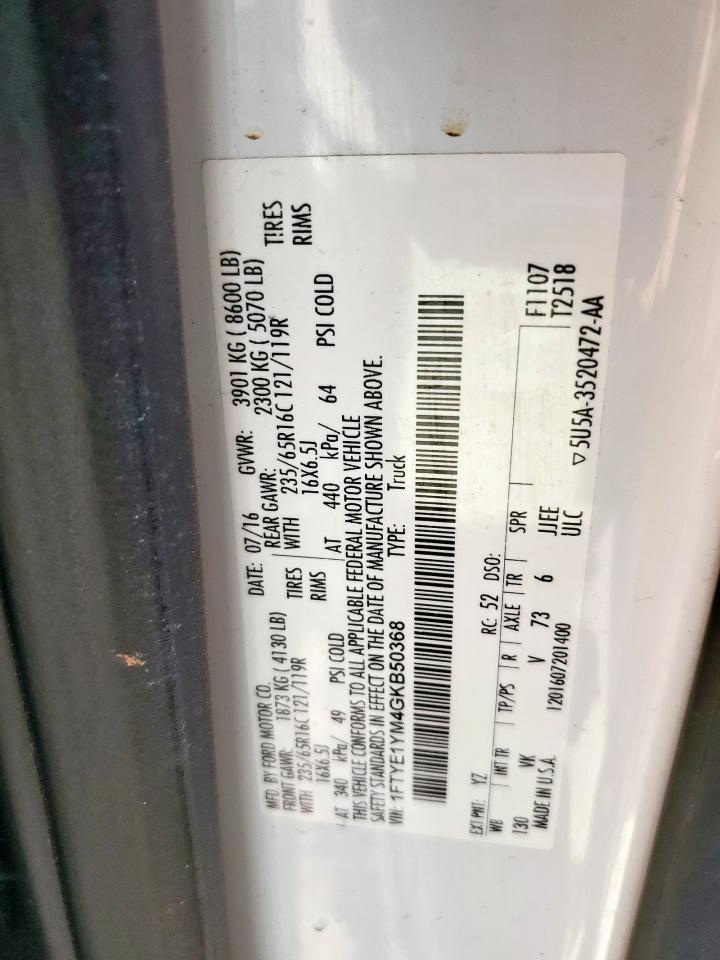 MFD. BY FORD MOTOR CO. DATE: 07/16 GVWR: 3901 KG ( 8600 LB)
FRONT GAWR: 1873 KG ( 4130 LB) REAR GAWR: 2300 KG ( 5070 LB)
WITH 235/65R16C 121/119R TIRES WITH 235/65R16C 121/119R TIRES
16X6.5J RIMS 16X6.5J RIMS
AT 340 kPa/ 49 PSI COLD AT 440 kPa/ 64 PSI COLD
THIS VEHICLE CONFORMS TO ALL APPLICABLE FEDERAL MOTOR VEHICLE
SAFETY STANDARDS IN EFFECT ON THE DATE OF MANUFACTURE SHOWN ABOVE.
VIN: 1FTYE1YM4GKB50368 TYPE: Truck
EXT PNT: YZ RC: 52 DSO:
WB INT TR TP/PS R AXLE TR SPR F1107
130 VK V 73 6 JJEE T2518
MADE IN U.S.A. 1201607201400 ULC
▽ 5U5A-3520472-AA